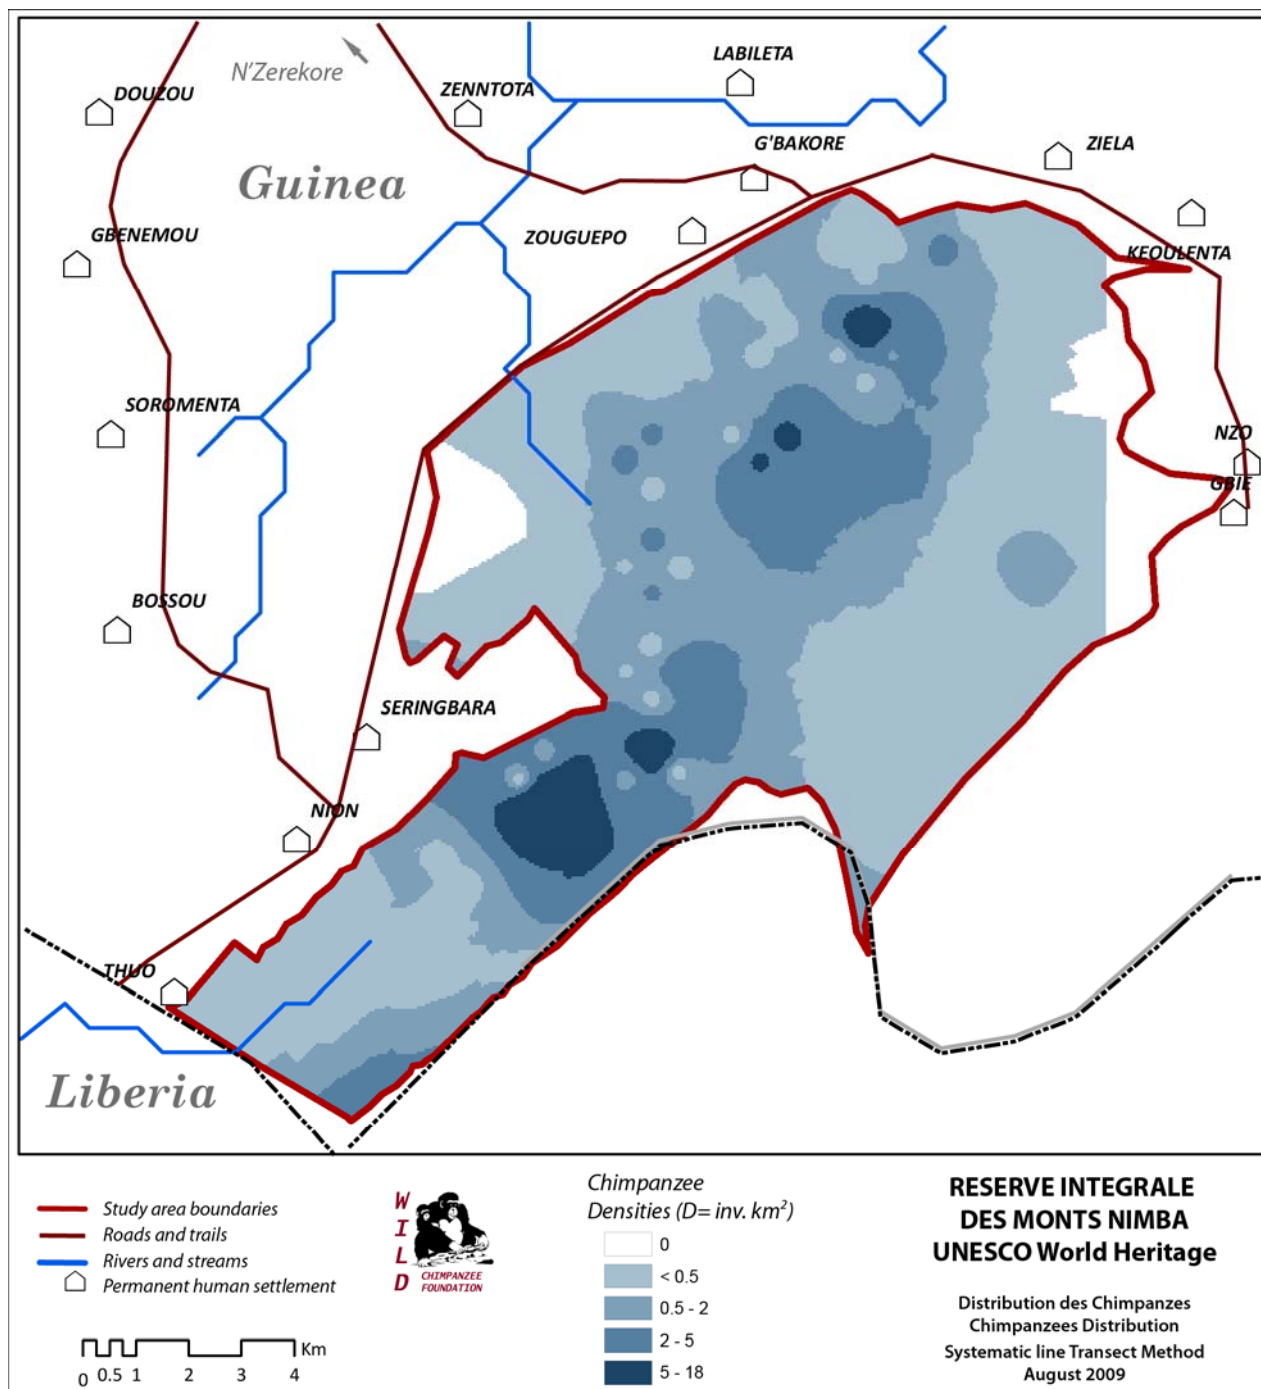 LABILETA
N'Zerekore
ZENNTOTA
DOUZOU
G'BAKORE
ZIELA
Guinea
GBENEMOU
ZOUGUEPO
KEOULENTA
SOROMENTA
NZO
GBIE
BOSSOU
SERINGBARA
NION
THUO
Liberia
Study area boundaries
Roads and trails
Rivers and streams
Permanent human settlement
0 0.5 1 2 3 4
Km
WILD
CHIMPANZEE
FOUNDATION
Chimpanzee
Densities (D= inv. km²)
0
< 0.5
0.5 - 2
2 - 5
5 - 18
RESERVE INTEGRALE
DES MONTS NIMBA
UNESCO World Heritage
Distribution des Chimpanzes
Chimpanzees Distribution
Systematic line Transect Method
August 2009